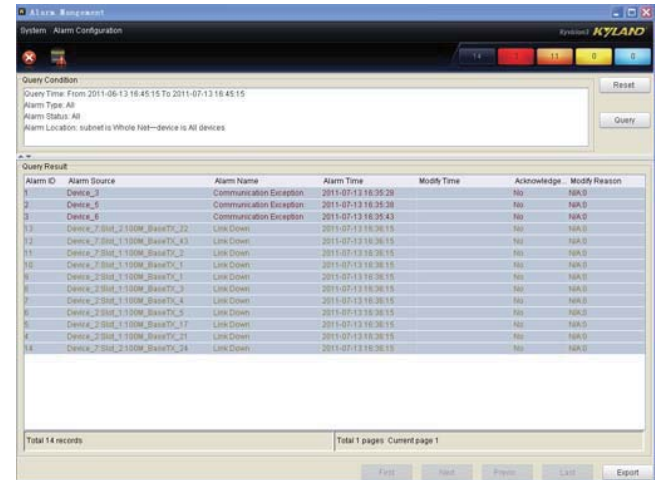 Alarm Mangement
System Alarm Configuration
Kyvision3 KYLAND
14 3 11 0 0
Query Condition
Query Time: From 2011-06-13 16:45:15 To 2011-07-13 16:45:15
Alarm Type: All
Alarm Status: All
Alarm Location: subnet is Whole Net—device is All devices
Reset
Query
Query Result
Alarm ID Alarm Source Alarm Name Alarm Time Modify Time Acknowledge... Modify Reason
1 Device_3 Communication Exception 2011-07-13 16:35:28 No N/A:0
2 Device_5 Communication Exception 2011-07-13 16:35:38 No N/A:0
3 Device_6 Communication Exception 2011-07-13 16:35:43 No N/A:0
13 Device_7:Slot_2:100M_BaseTX_22 Link Down 2011-07-13 16:36:15 No N/A:0
12 Device_7:Slot_1:100M_BaseTX_43 Link Down 2011-07-13 16:36:15 No N/A:0
11 Device_7:Slot_1:100M_BaseTX_2 Link Down 2011-07-13 16:36:15 No N/A:0
10 Device_7:Slot_1:100M_BaseTX_1 Link Down 2011-07-13 16:36:15 No N/A:0
9 Device_2:Slot_1:100M_BaseTX_1 Link Down 2011-07-13 16:36:15 No N/A:0
8 Device_2:Slot_1:100M_BaseTX_3 Link Down 2011-07-13 16:36:15 No N/A:0
7 Device_2:Slot_1:100M_BaseTX_4 Link Down 2011-07-13 16:36:15 No N/A:0
6 Device_2:Slot_1:100M_BaseTX_5 Link Down 2011-07-13 16:36:15 No N/A:0
5 Device_2:Slot_1:100M_BaseTX_17 Link Down 2011-07-13 16:36:15 No N/A:0
4 Device_2:Slot_1:100M_BaseTX_21 Link Down 2011-07-13 16:36:15 No N/A:0
14 Device_7:Slot_2:100M_BaseTX_24 Link Down 2011-07-13 16:36:15 No N/A:0
Total 14 records Total 1 pages Current page 1
First Next Previo Last Export